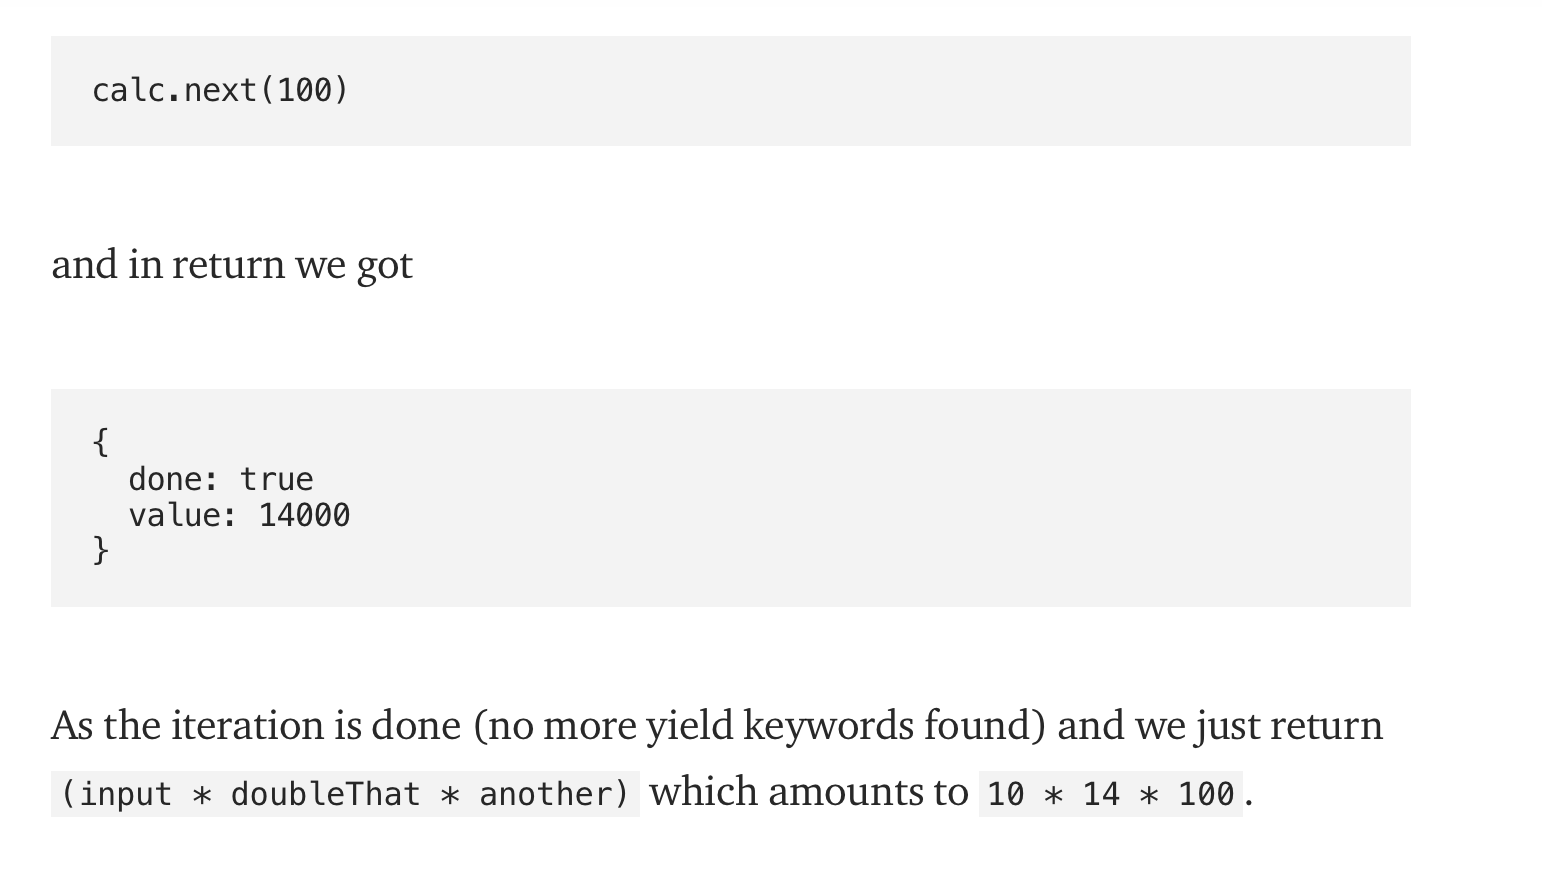 calc.next(100)
and in return we got
{
  done: true
  value: 14000
}
As the iteration is done (no more yield keywords found) and we just return
(input * doubleThat * another) which amounts to 10 * 14 * 100.